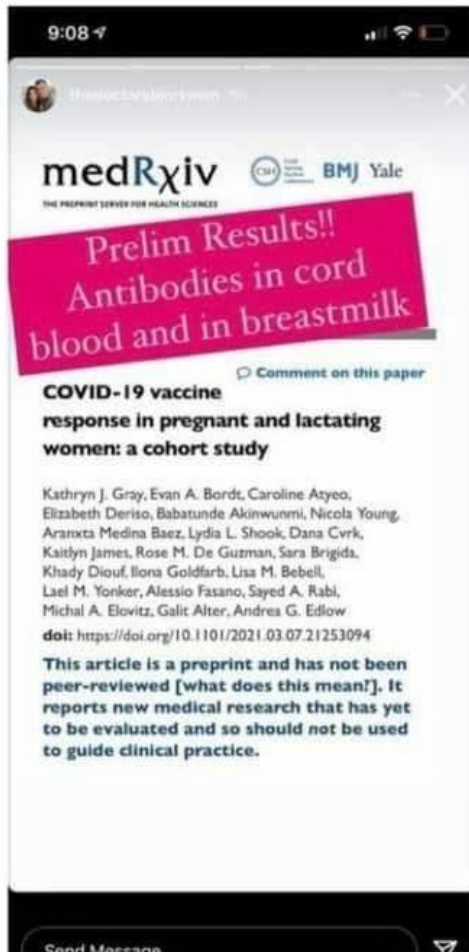 9:08
medRxiv
CSH
BMJ Yale
THE PREPRINT SERVER FOR HEALTH SCIENCES
Prelim Results!!
Antibodies in cord
blood and in breastmilk
Comment on this paper
COVID-19 vaccine
response in pregnant and lactating
women: a cohort study
Kathryn J. Gray, Evan A. Bordt, Caroline Atyeo,
Elizabeth Deriso, Babatunde Akinwunmi, Nicola Young,
Aranxta Medina Baez, Lydia L. Shook, Dana Cvrk,
Kaitlyn James, Rose M. De Guzman, Sara Brigida,
Khady Diouf, Ilona Goldfarb, Lisa M. Bebell,
Lael M. Yonker, Alessio Fasano, Sayed A. Rabi,
Michal A. Elovitz, Galit Alter, Andrea G. Edlow
doi: https://doi.org/10.1101/2021.03.07.21253094
This article is a preprint and has not been
peer-reviewed [what does this mean?]. It
reports new medical research that has yet
to be evaluated and so should not be used
to guide clinical practice.
Send Message